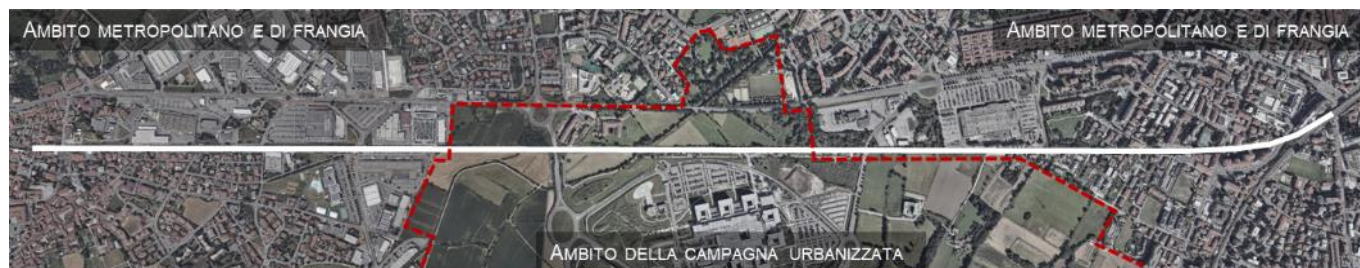 AMBITO METROPOLITANO E DI FRANGIA
AMBITO METROPOLITANO E DI FRANGIA
AMBITO DELLA CAMPAGNA URBANIZZATA